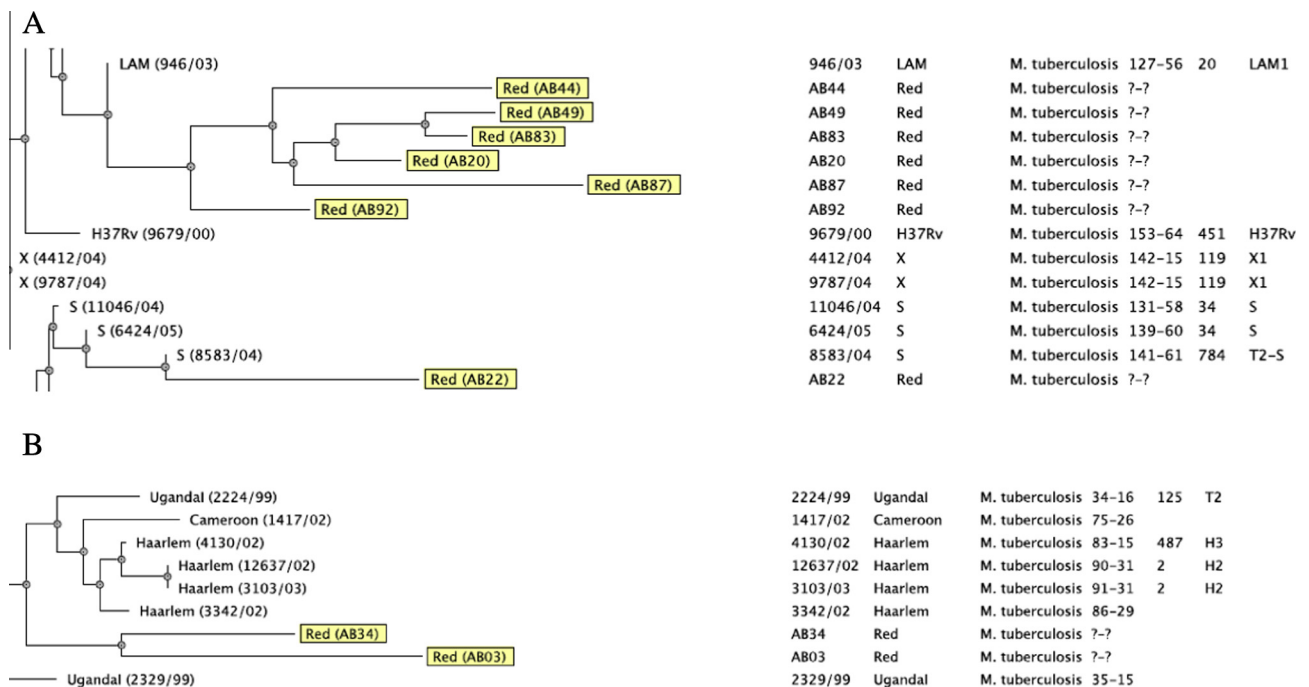 A
LAM (946/03) 946/03 LAM M. tuberculosis 127-56 20 LAM1
Red (AB44) AB44 Red M. tuberculosis ?-?
Red (AB49) AB49 Red M. tuberculosis ?-?
Red (AB83) AB83 Red M. tuberculosis ?-?
Red (AB20) AB20 Red M. tuberculosis ?-?
Red (AB87) AB87 Red M. tuberculosis ?-?
Red (AB92) AB92 Red M. tuberculosis ?-?
H37Rv (9679/00) 9679/00 H37Rv M. tuberculosis 153-64 451 H37Rv
X (4412/04) 4412/04 X M. tuberculosis 142-15 119 X1
X (9787/04) 9787/04 X M. tuberculosis 142-15 119 X1
S (11046/04) 11046/04 S M. tuberculosis 131-58 34 S
S (6424/05) 6424/05 S M. tuberculosis 139-60 34 S
S (8583/04) 8583/04 S M. tuberculosis 141-61 784 T2-S
Red (AB22) AB22 Red M. tuberculosis ?-?
B
UgandaI (2224/99) 2224/99 UgandaI M. tuberculosis 34-16 125 T2
Cameroon (1417/02) 1417/02 Cameroon M. tuberculosis 75-26
Haarlem (4130/02) 4130/02 Haarlem M. tuberculosis 83-15 487 H3
Haarlem (12637/02) 12637/02 Haarlem M. tuberculosis 90-31 2 H2
Haarlem (3103/03) 3103/03 Haarlem M. tuberculosis 91-31 2 H2
Haarlem (3342/02) 3342/02 Haarlem M. tuberculosis 86-29
Red (AB34) AB34 Red M. tuberculosis ?-?
Red (AB03) AB03 Red M. tuberculosis ?-?
UgandaI (2329/99) 2329/99 UgandaI M. tuberculosis 35-15